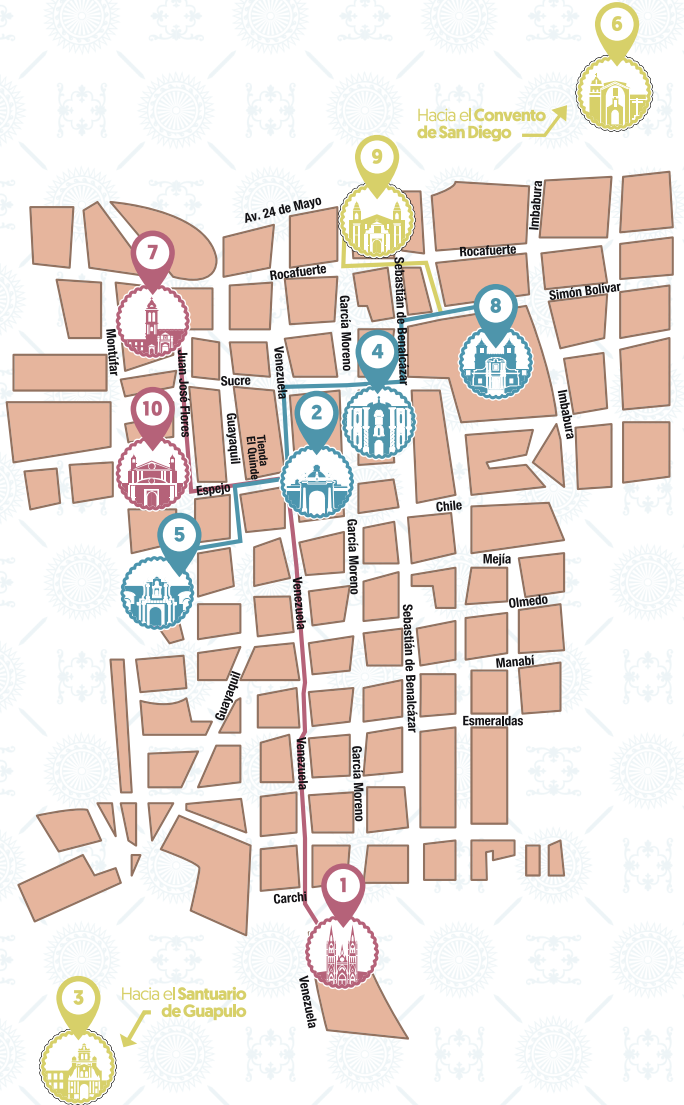 6
Hacia el Convento
de San Diego
9
Imbabura
Av. 24 de Mayo
7
Rocafuerte
Rocafuerte
Sebastián de Benalcázar
Simón Bolívar
8
García Moreno
Montúfar
4
Venezuela
Juan José Flores
Sucre
10
2
Imbabura
Guayaquil
Tienda
El Quinde
Espejo
Chile
5
García Moreno
Mejía
Venezuela
Olmedo
Sebastián de Benalcázar
Manabí
Guayaquil
Esmeraldas
Venezuela
García Moreno
1
Carchi
Venezuela
3
Hacia el Santuario
de Guapulo